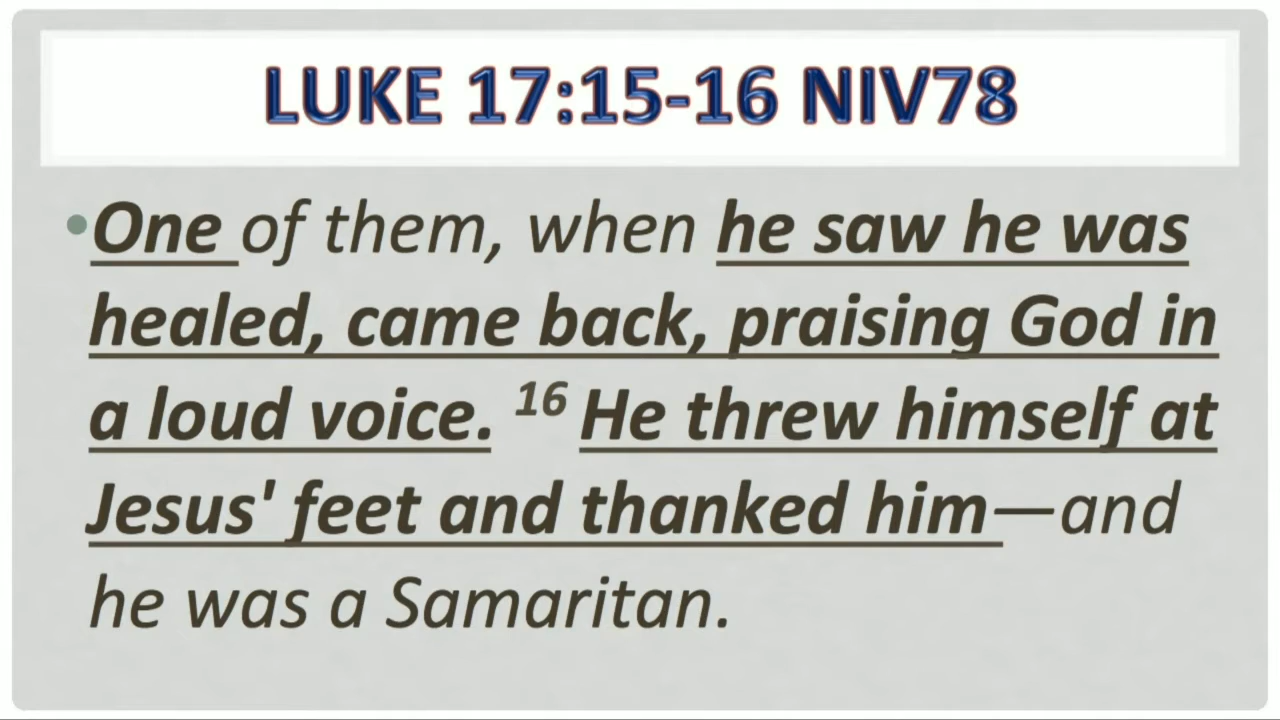 LUKE 17:15-16 NIV78
•One of them, when he saw he was
healed, came back, praising God in
a loud voice. 16 He threw himself at
Jesus' feet and thanked him—and
he was a Samaritan.